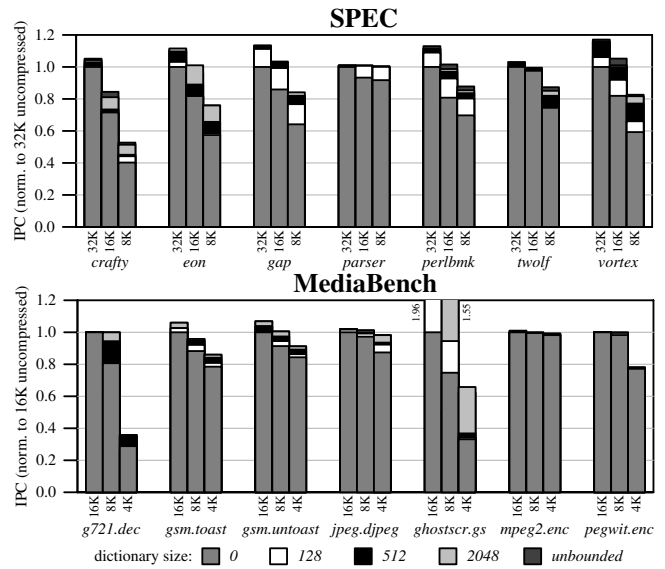 SPEC
IPC (norm. to 32K uncompressed)
1.2
1.0
0.8
0.6
0.4
0.2
0.0
32K 16K 8K 32K 16K 8K 32K 16K 8K 32K 16K 8K 32K 16K 8K 32K 16K 8K 32K 16K 8K
crafty eon gap parser perlbmk twolf vortex
MediaBench
IPC (norm. to 16K uncompressed)
1.2
1.0
0.8
0.6
0.4
0.2
0.0
1.96 1.55
16K 8K 4K 16K 8K 4K 16K 8K 4K 16K 8K 4K 16K 8K 4K 16K 8K 4K 16K 8K 4K
g721.dec gsm.toast gsm.untoast jpeg.djpeg ghostscr.gs mpeg2.enc pegwit.enc
dictionary size: 0 128 512 2048 unbounded